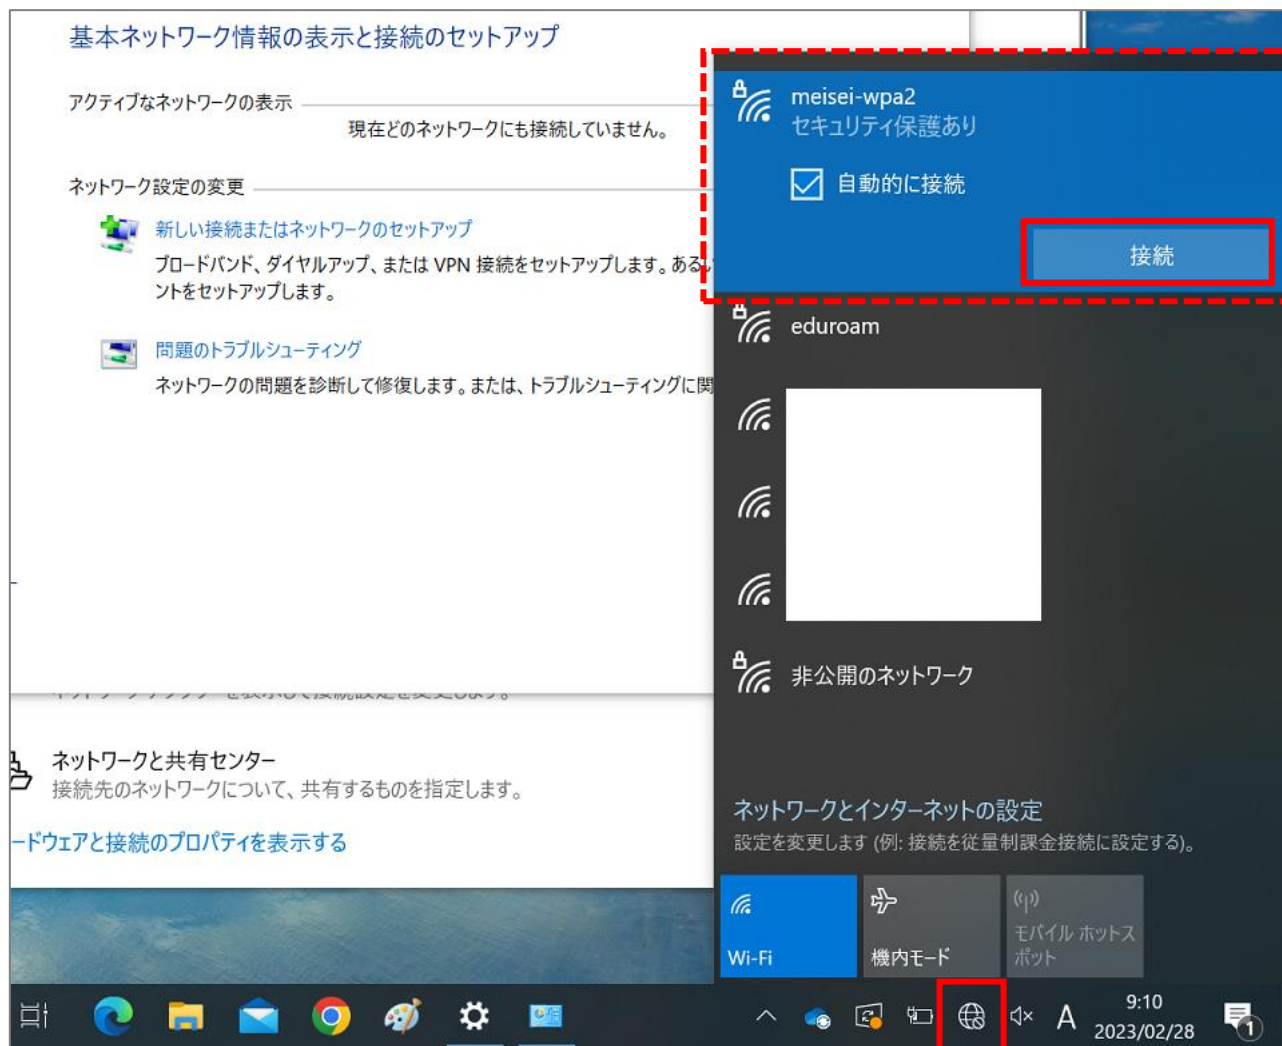 基本ネットワーク情報の表示と接続のセットアップ
アクティブなネットワークの表示
現在どのネットワークにも接続していません。
ネットワーク設定の変更
新しい接続またはネットワークのセットアップ
ブロードバンド、ダイヤルアップ、または VPN 接続をセットアップします。ある
ントをセットアップします。
問題のトラブルシューティング
ネットワークの問題を診断して修復します。または、トラブルシューティングに関
ネットワークと共有センター
接続先のネットワークについて、共有するものを指定します。
ードウェアと接続のプロパティを表示する
meisei-wpa2
セキュリティ保護あり
自動的に接続
接続
eduroam
非公開のネットワーク
ネットワークとインターネットの設定
設定を変更します (例: 接続を従量制課金接続に設定する)。
Wi-Fi
機内モード
モバイル ホットス
ポット
A
9:10
2023/02/28
1